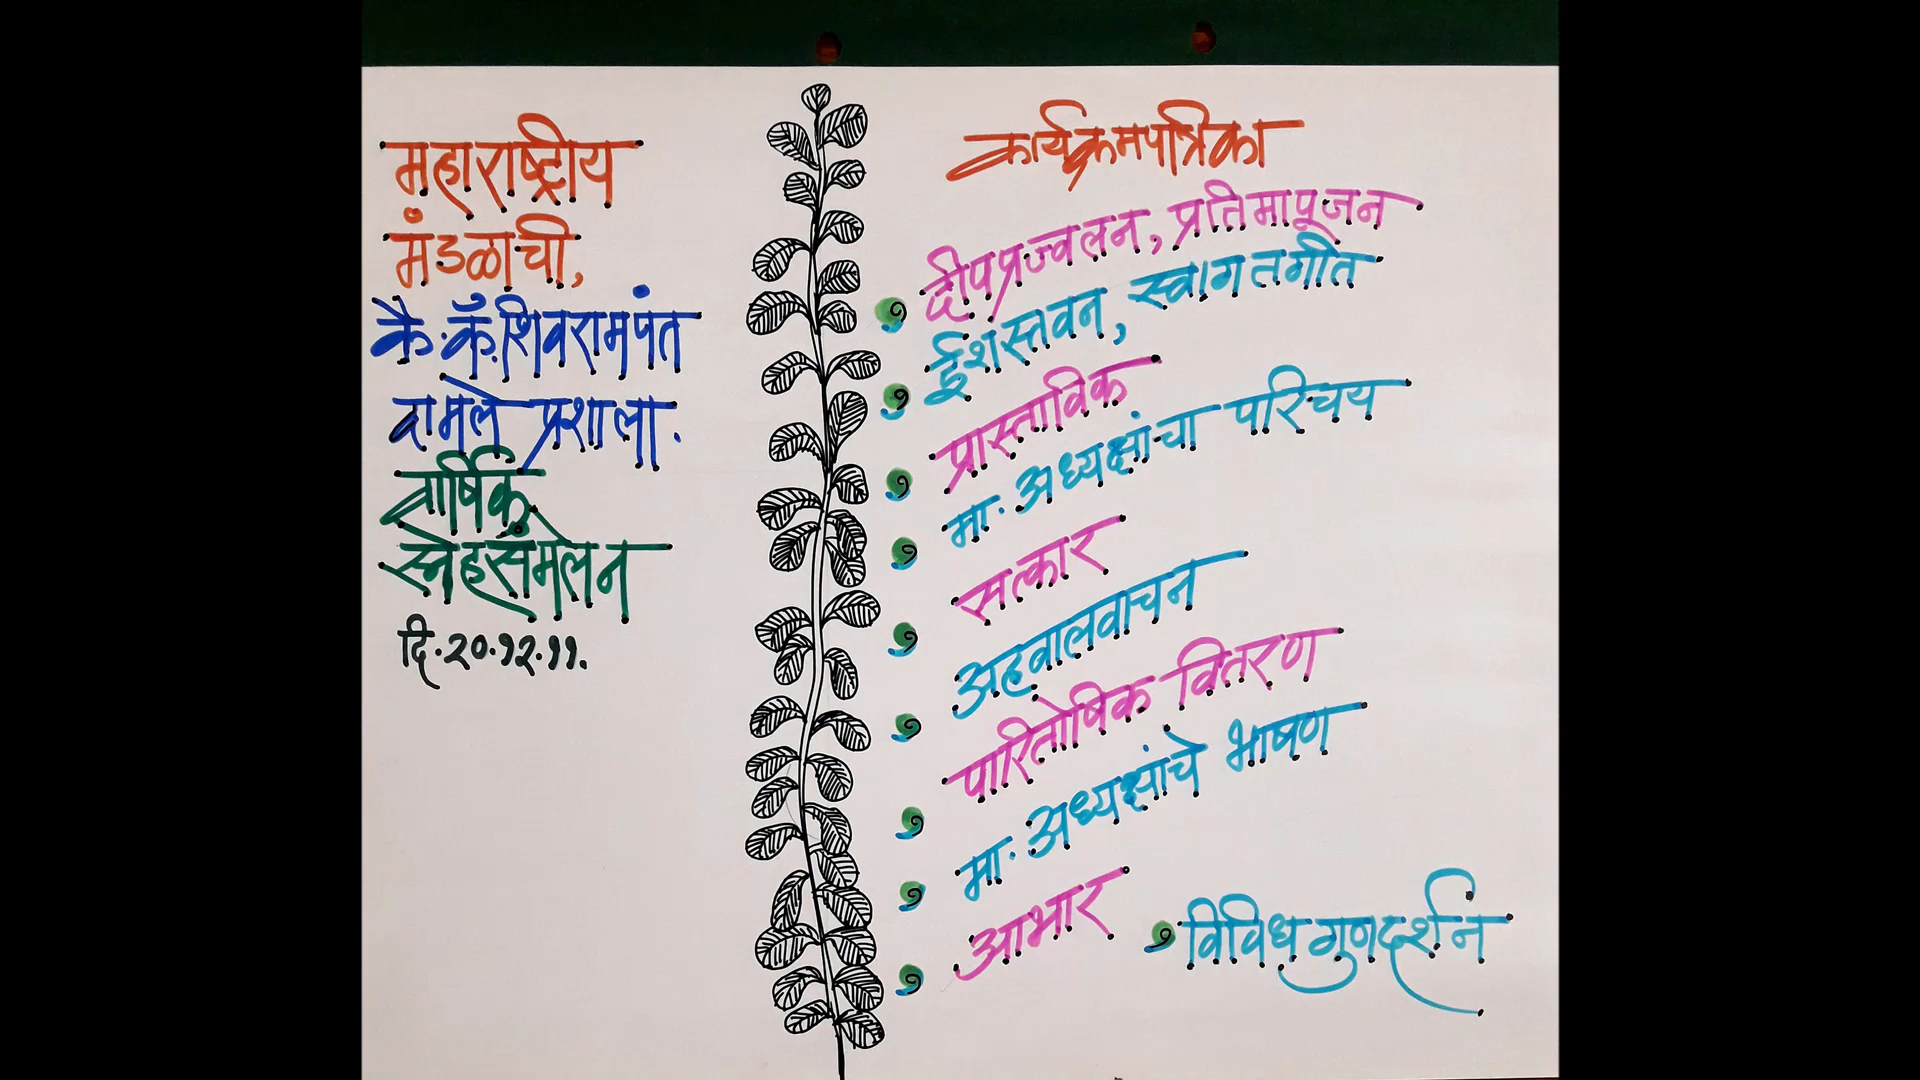 महाराष्ट्रीय
मंडळाची,
कै. कॅ. शिवरामपंत
दामले प्रशाला.
वार्षिक
स्नेहसंमेलन
दि. २०.१२.११.
कार्यक्रमपत्रिका
दीपप्रज्वलन, प्रतिमापूजन
ईशस्तवन, स्वागतगीत
प्रास्ताविक
मा. अध्यक्षांचा परिचय
सत्कार
अहवालवाचन
पारितोषिक वितरण
मा. अध्यक्षांचे भाषण
आभार
विविध गुणदर्शन